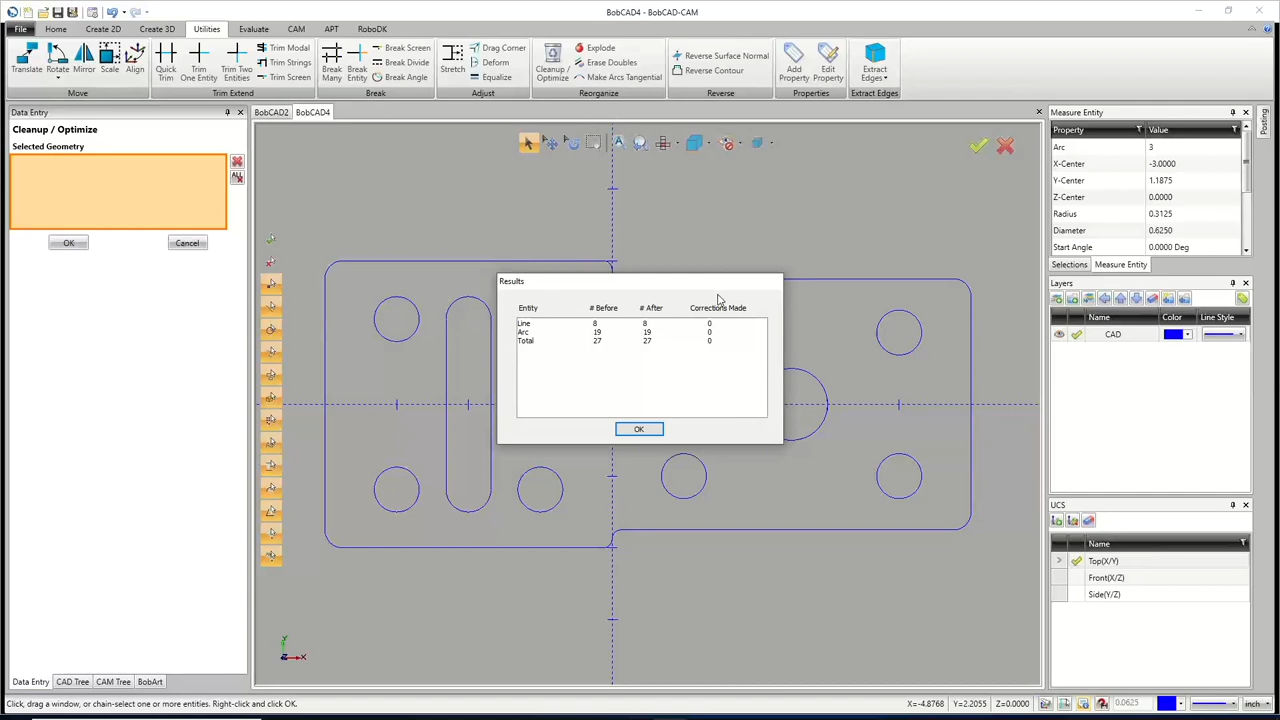 BobCAD4 - BobCAD-CAM
File Home Create 2D Create 3D Utilities Evaluate CAM APT RoboDK
Translate Rotate Mirror Scale Align
Move
Quick Trim Trim One Entity Trim Two Entities
Trim Modal
Trim Strings
Trim Screen
Trim Extend
Break Many Break Entity
Break Screen
Break Divide
Break Angle
Break
Stretch
Drag Corner
Deform
Equalize
Adjust
Cleanup / Optimize
Explode
Erase Doubles
Make Arcs Tangential
Reorganize
Reverse Surface Normal
Reverse Contour
Reverse
Add Property Edit Property
Properties
Extract Edges
Extract Edges
Data Entry
BobCAD2 BobCAD4
Cleanup / Optimize
Selected Geometry
ALL
OK Cancel
Results
Entity # Before # After Corrections Made
Line 8 8 0
Arc 19 19 0
Total 27 27 0
OK
Y
Z X
Measure Entity
Posting
Property Value
Arc 3
X-Center -3.0000
Y-Center 1.1875
Z-Center 0.0000
Radius 0.3125
Diameter 0.6250
Start Angle 0.0000 Deg
Selections Measure Entity
Layers
Name Color Line Style
CAD
UCS
Name
Top(X/Y)
Front(X/Z)
Side(Y/Z)
Data Entry CAD Tree CAM Tree BobArt
Click, drag a window, or chain-select one or more entities. Right-click and click OK.
X=-4.8768 Y=2.2055 Z=0.0000
0.0625
inch